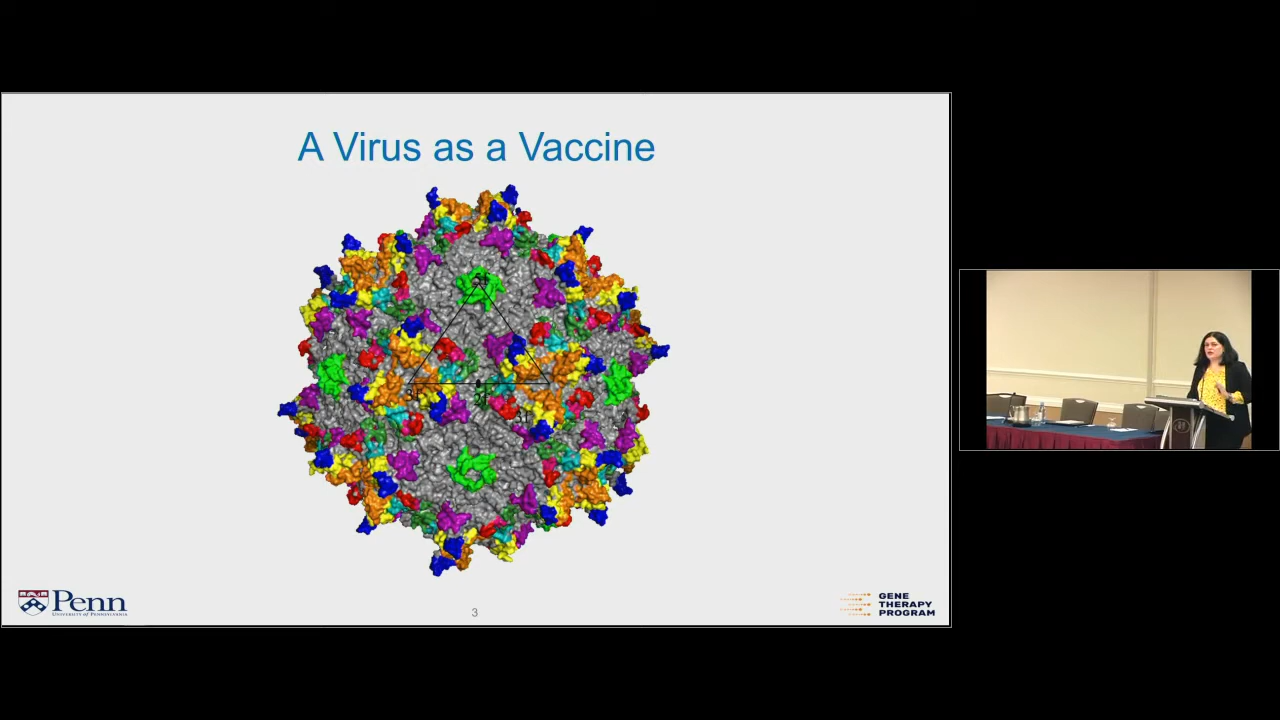 A Virus as a Vaccine
Penn
UNIVERSITY OF PENNSYLVANIA
3
GENE
THERAPY
PROGRAM